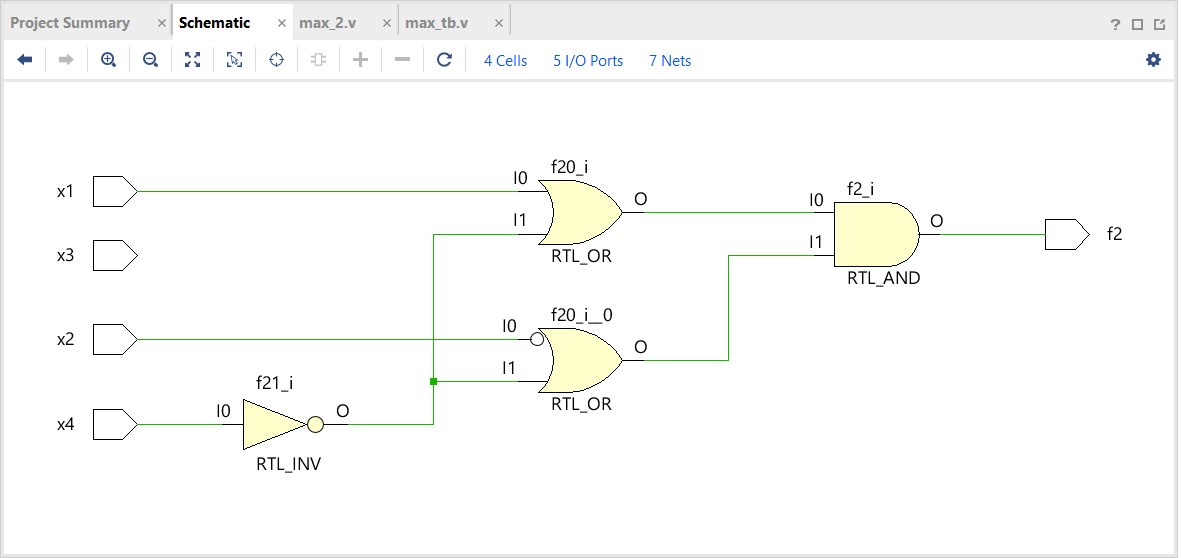 Project Summary × Schematic × max_2.v × max_tb.v ×
?
4 Cells 5 I/O Ports 7 Nets
f20_i
x1 I0
O
I1
RTL_OR
f2_i
I0
O
I1
RTL_AND
f2
x3
f20_i__0
x2 I0
O
I1
RTL_OR
f21_i
x4 I0 O
RTL_INV